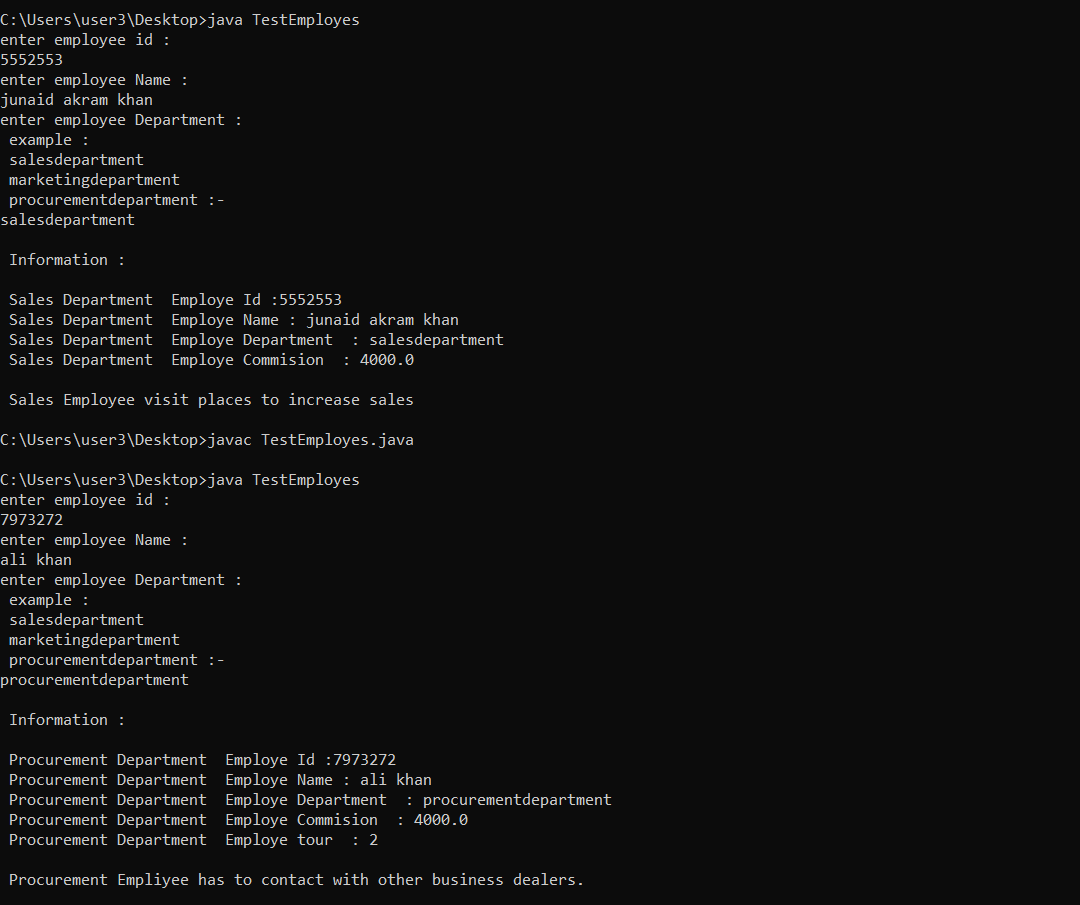 C:\Users\user3\Desktop>java TestEmployes
enter employee id :
5552553
enter employee Name :
junaid akram khan
enter employee Department :
 example :
 salesdepartment
 marketingdepartment
 procurementdepartment :-
salesdepartment

 Information :

 Sales Department  Employe Id :5552553
 Sales Department  Employe Name : junaid akram khan
 Sales Department  Employe Department  : salesdepartment
 Sales Department  Employe Commision  : 4000.0

 Sales Employee visit places to increase sales

C:\Users\user3\Desktop>javac TestEmployes.java

C:\Users\user3\Desktop>java TestEmployes
enter employee id :
7973272
enter employee Name :
ali khan
enter employee Department :
 example :
 salesdepartment
 marketingdepartment
 procurementdepartment :-
procurementdepartment

 Information :

 Procurement Department  Employe Id :7973272
 Procurement Department  Employe Name : ali khan
 Procurement Department  Employe Department  : procurementdepartment
 Procurement Department  Employe Commision  : 4000.0
 Procurement Department  Employe tour  : 2

 Procurement Empliyee has to contact with other business dealers.